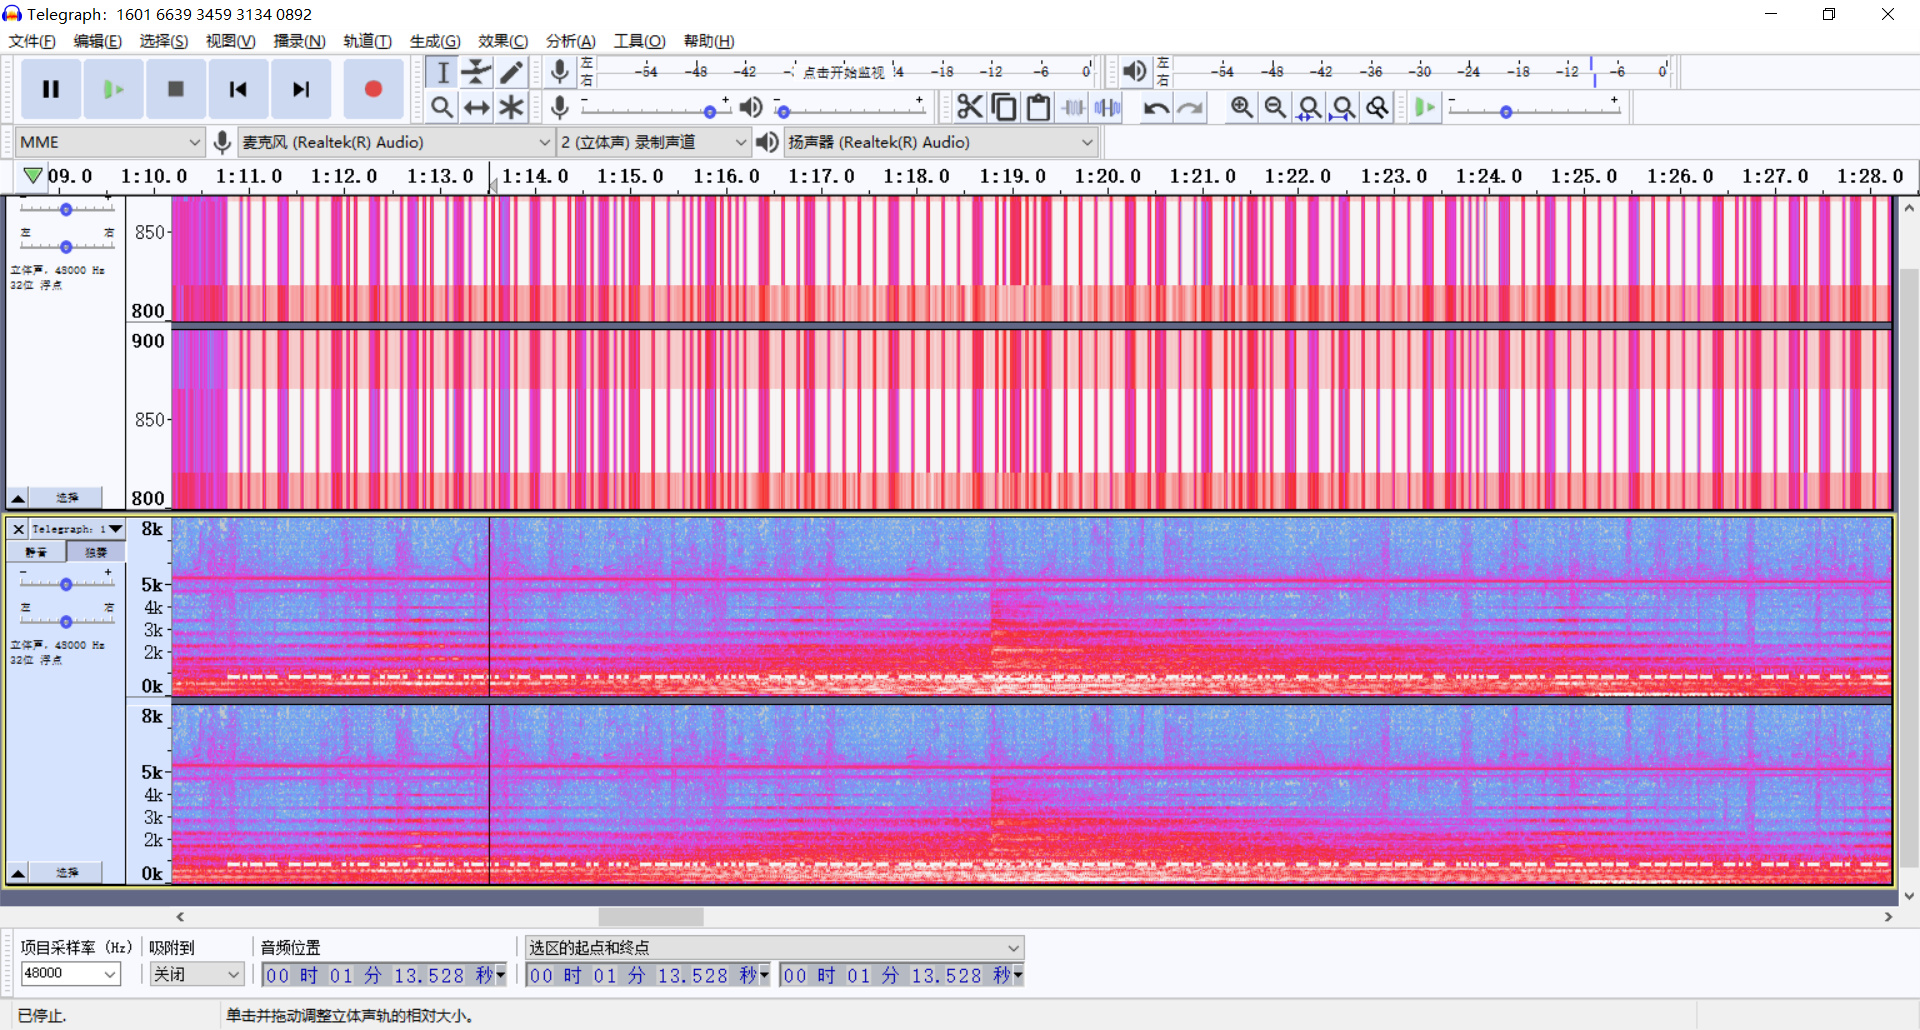 Telegraph: 1601 6639 3459 3134 0892
文件(F) 编辑(E) 选择(S) 视图(V) 播录(N) 轨道(T) 生成(G) 效果(C) 分析(A) 工具(O) 帮助(H)
左 右 -54 -48 -42 点击开始监视 -18 -12 -6 0
左 右 -54 -48 -42 -36 -30 -24 -18 -12 -6 0
MME 麦克风 (Realtek(R) Audio) 2 (立体声) 录制声道 扬声器 (Realtek(R) Audio)
09.0 1:10.0 1:11.0 1:12.0 1:13.0 1:14.0 1:15.0 1:16.0 1:17.0 1:18.0 1:19.0 1:20.0 1:21.0 1:22.0 1:23.0 1:24.0 1:25.0 1:26.0 1:27.0 1:28.0
左 右 850
立体声, 48000 Hz
32位 浮点
800
900
850
选择 800
Telegraph: 1 8k
静音 独奏
- +
5k
左 右 4k
3k
立体声, 48000 Hz
32位 浮点 2k
0k
8k
5k
4k
3k
2k
选择 0k
项目采样率 (Hz) 吸附到 音频位置 选区的起点和终点
48000 关闭 00 时 01 分 13.528 秒 00 时 01 分 13.528 秒 00 时 01 分 13.528 秒
已停止. 单击并拖动调整立体声轨的相对大小。